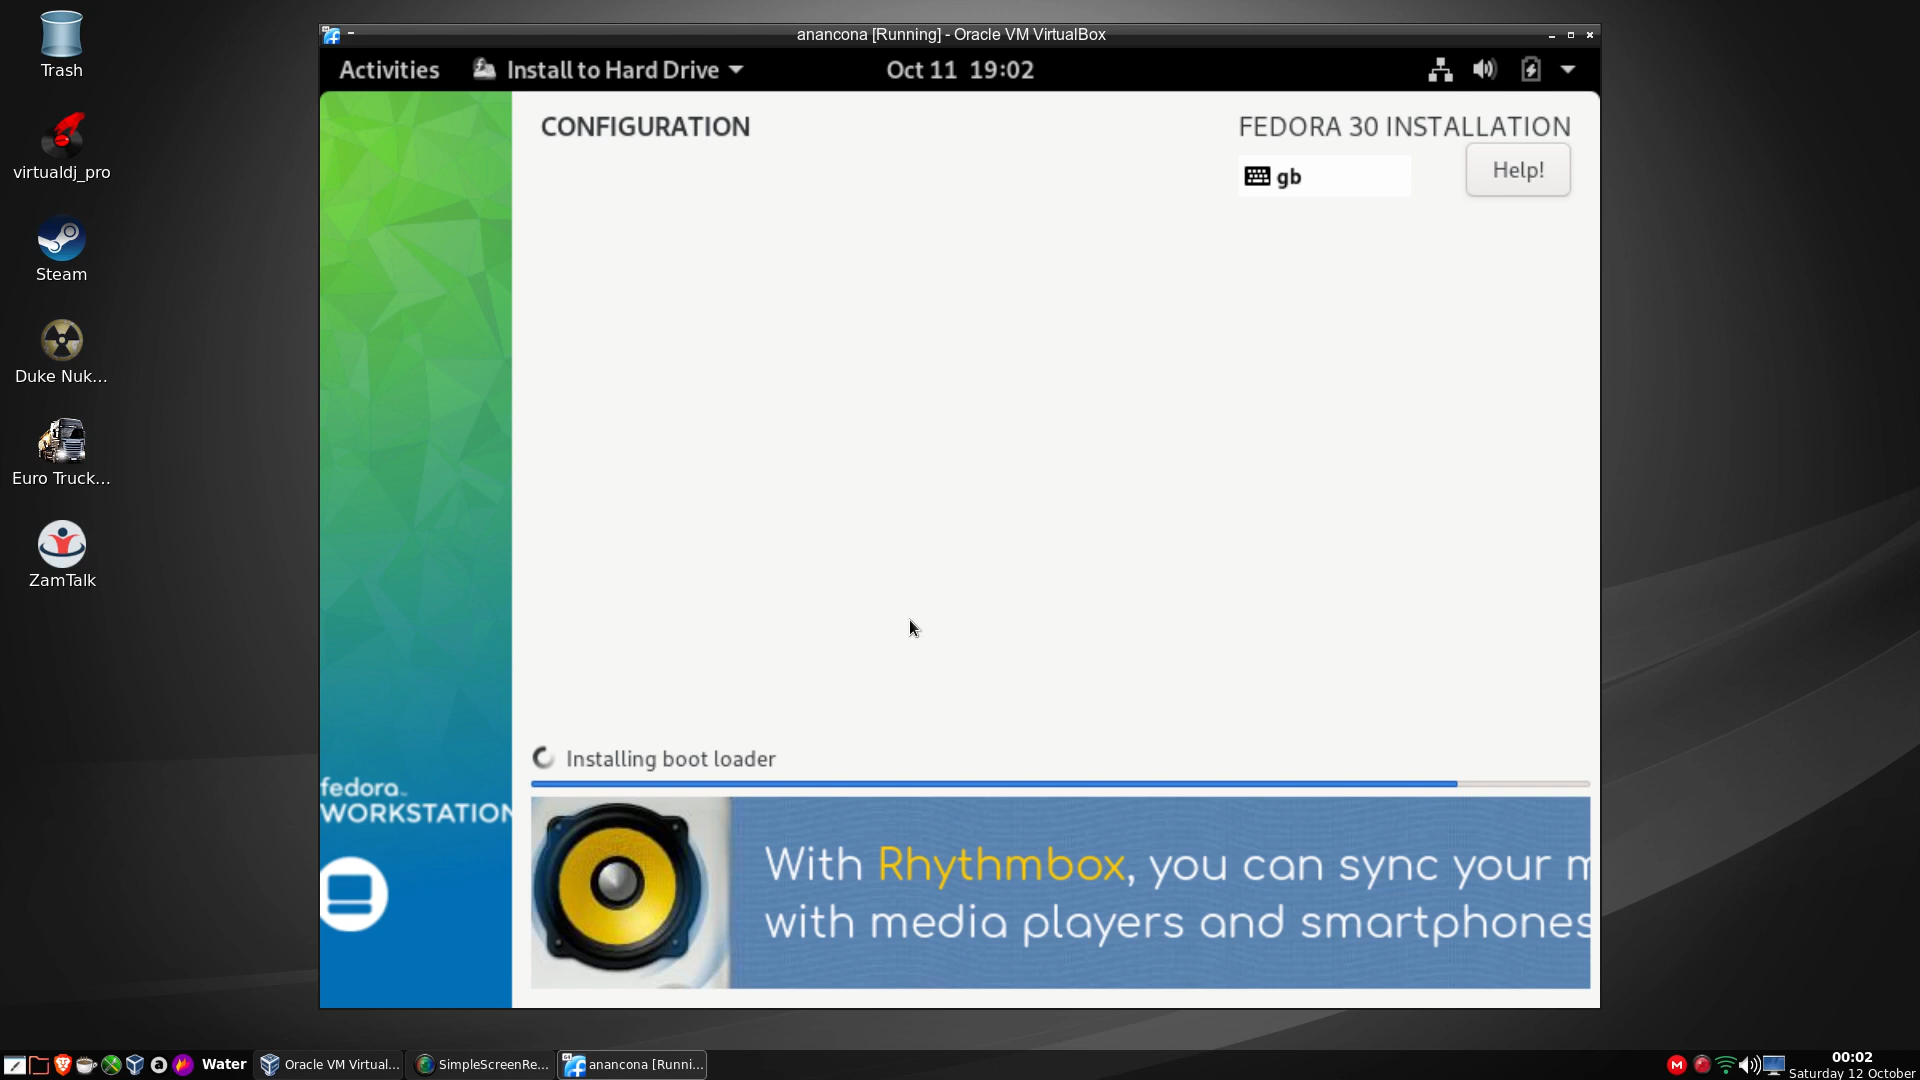 Trash
virtualdj_pro
Steam
Duke Nuk...
Euro Truck...
ZamTalk
anancona [Running] - Oracle VM VirtualBox
Activities
Install to Hard Drive
Oct 11 19:02
CONFIGURATION
FEDORA 30 INSTALLATION
gb
Help!
fedora
WORKSTATION
Installing boot loader
With Rhythmbox, you can sync your m
with media players and smartphones
Water
Oracle VM Virtual...
SimpleScreenRe...
anancona [Runni...
00:02
Saturday 12 October